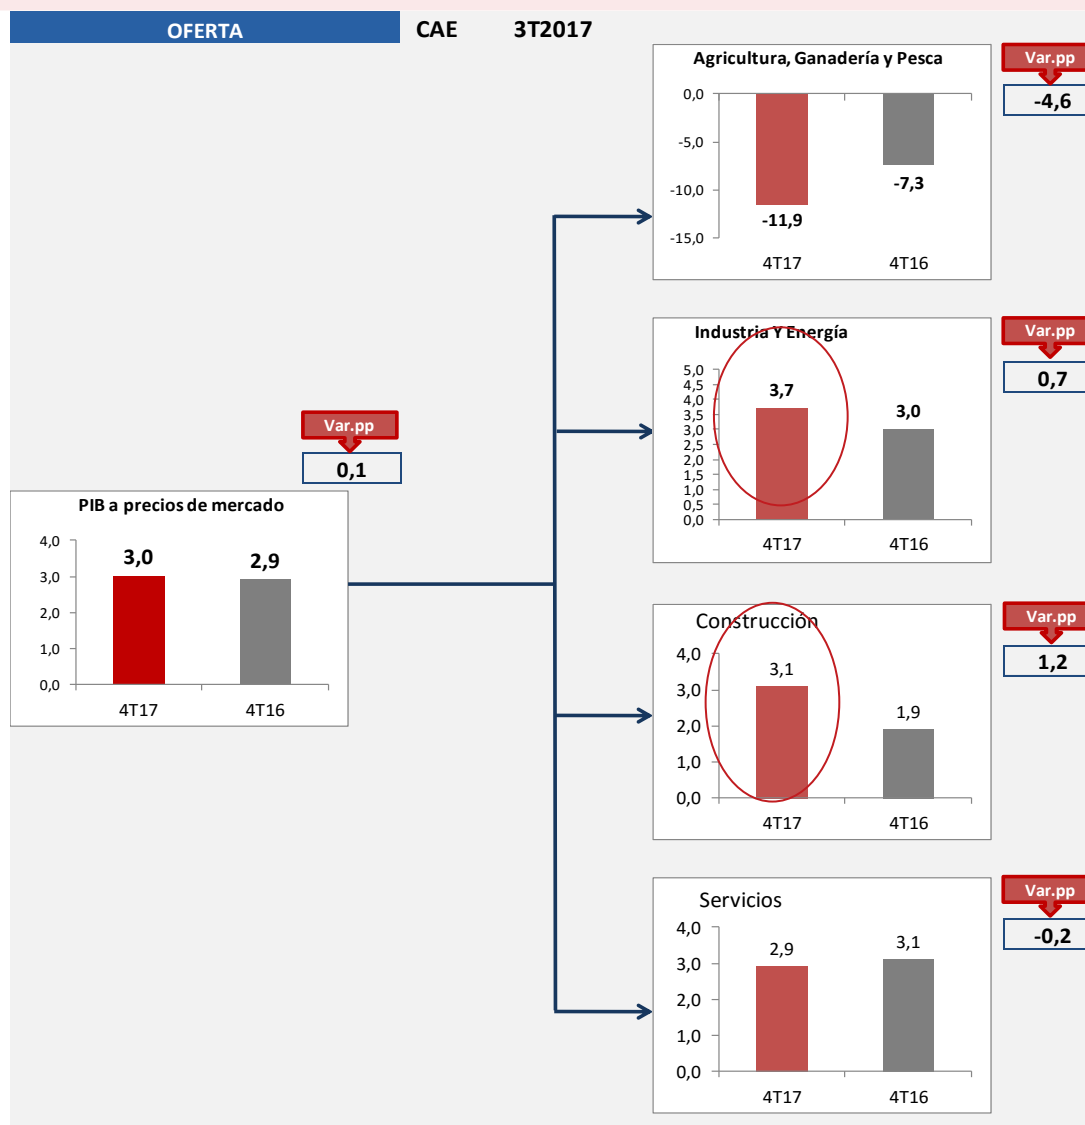 OFERTA CAE 3T2017
Agricultura, Ganadería y Pesca
Var.pp
-4,6
0,0
-5,0
-10,0
-15,0
-11,9
-7,3
4T17 4T16
Industria Y Energía
Var.pp
0,7
5,0
4,5
4,0
3,5
3,0
2,5
2,0
1,5
1,0
0,5
0,0
3,7
3,0
4T17 4T16
Var.pp
0,1
PIB a precios de mercado
4,0
3,0
2,0
1,0
0,0
3,0
2,9
4T17 4T16
Construcción
Var.pp
1,2
4,0
3,0
2,0
1,0
0,0
3,1
1,9
4T17 4T16
Servicios
Var.pp
-0,2
4,0
3,0
2,0
1,0
0,0
2,9
3,1
4T17 4T16